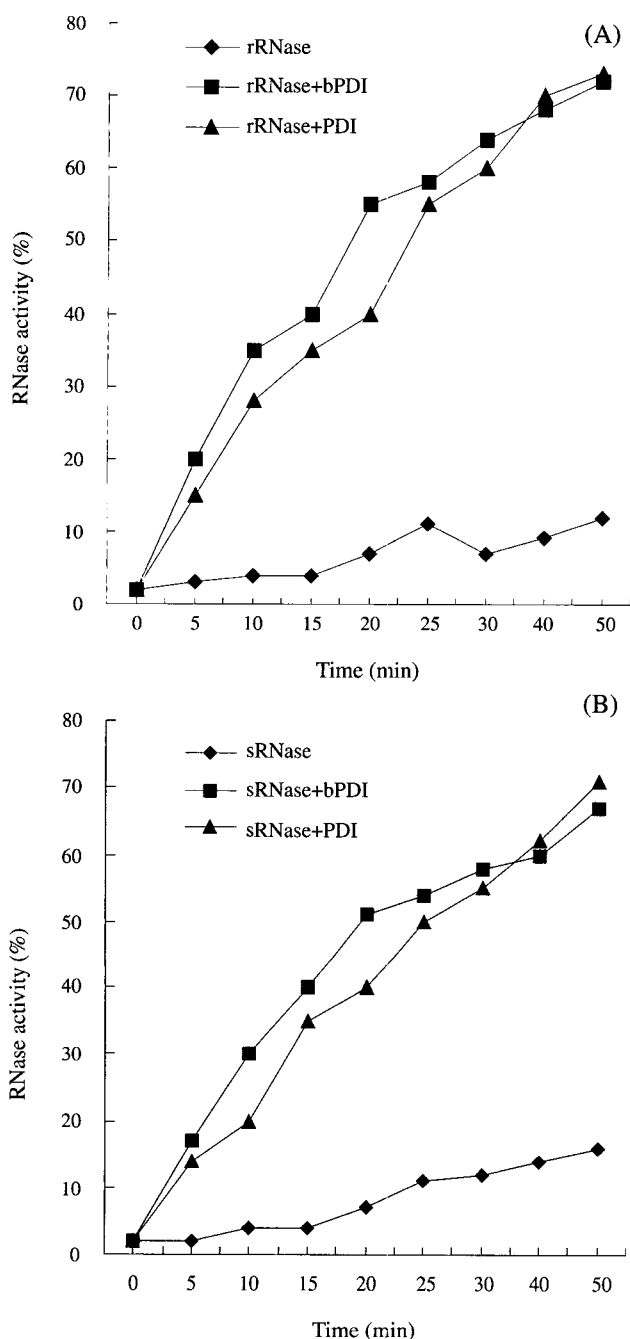 (A)
80
70
60
50
40
30
20
10
0
RNase activity (%)
rRNase
rRNase+bPDI
rRNase+PDI
0 5 10 15 20 25 30 40 50
Time (min)
(B)
80
70
60
50
40
30
20
10
0
RNase activity (%)
sRNase
sRNase+bPDI
sRNase+PDI
0 5 10 15 20 25 30 40 50
Time (min)